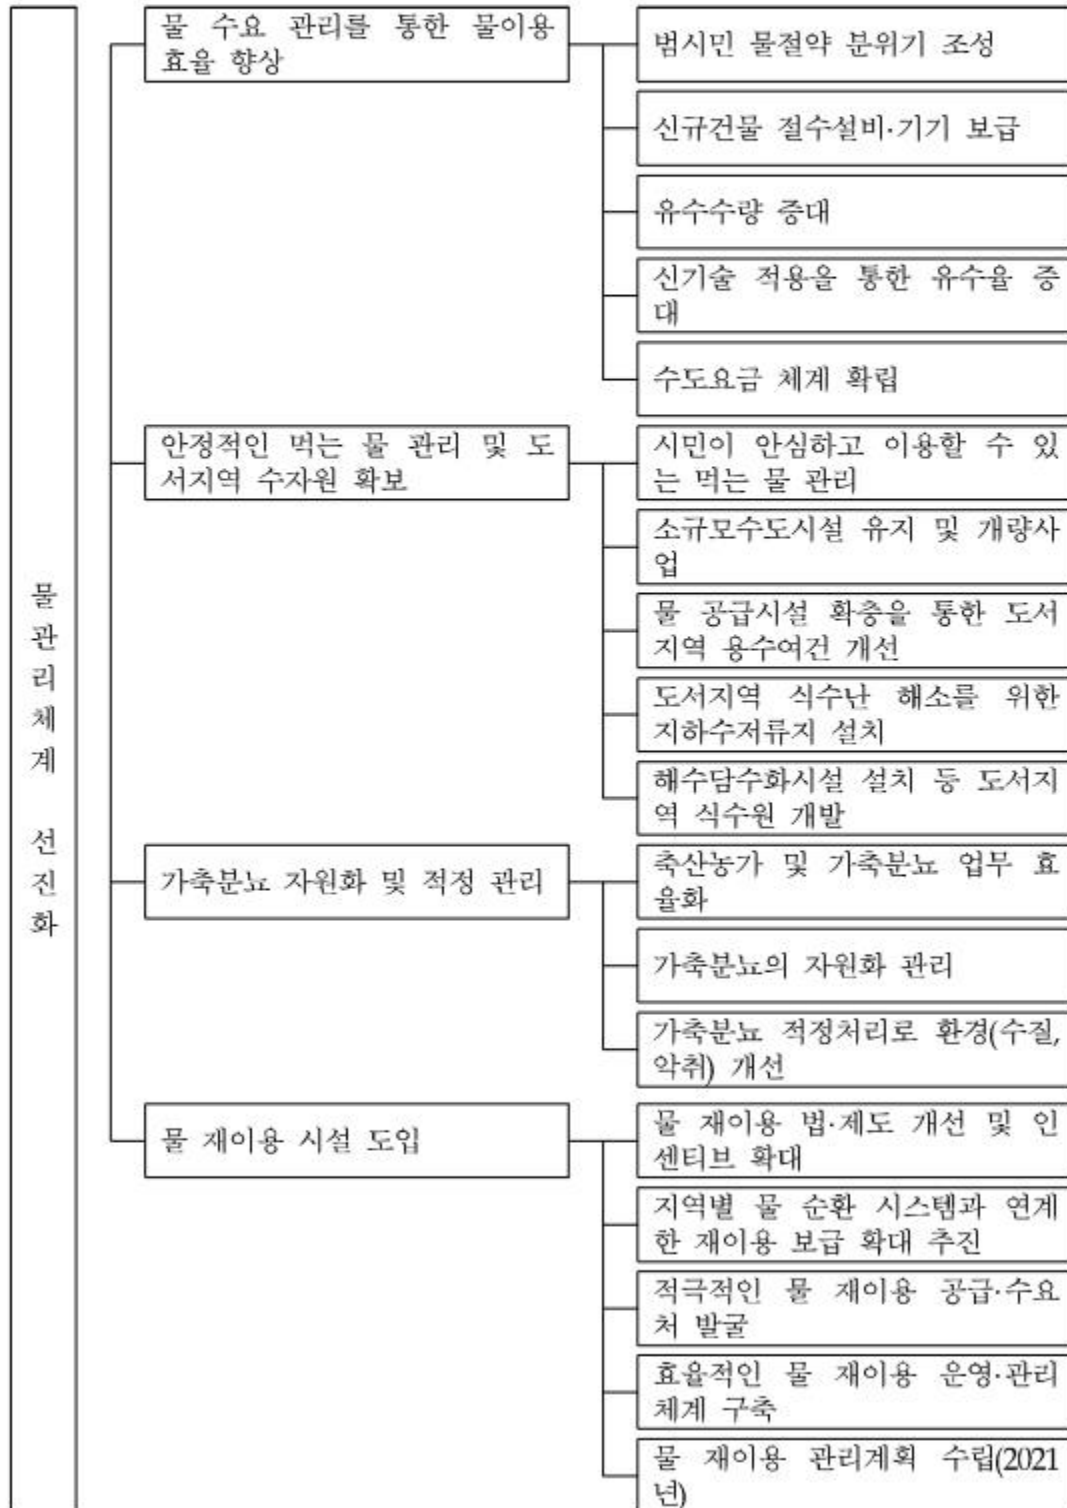 물
관
리
체
계
선
진
화
물 수요 관리를 통한 물이용
효율 향상
범시민 물절약 분위기 조성
신규건물 절수설비·기기 보급
유수수량 증대
신기술 적용을 통한 유수율 증
대
수도요금 체계 확립
안정적인 먹는 물 관리 및 도
서지역 수자원 확보
시민이 안심하고 이용할 수 있
는 먹는 물 관리
소규모수도시설 유지 및 개량사
업
물 공급시설 확충을 통한 도서
지역 용수여건 개선
도서지역 식수난 해소를 위한
지하수저류지 설치
해수담수화시설 설치 등 도서지
역 식수원 개발
가축분뇨 자원화 및 적정 관리
축산농가 및 가축분뇨 업무 효
율화
가축분뇨의 자원화 관리
가축분뇨 적정처리로 환경(수질,
악취) 개선
물 재이용 시설 도입
물 재이용 법·제도 개선 및 인
센티브 확대
지역별 물 순환 시스템과 연계
한 재이용 보급 확대 추진
적극적인 물 재이용 공급·수요
처 발굴
효율적인 물 재이용 운영·관리
체계 구축
물 재이용 관리계획 수립(2021
년)